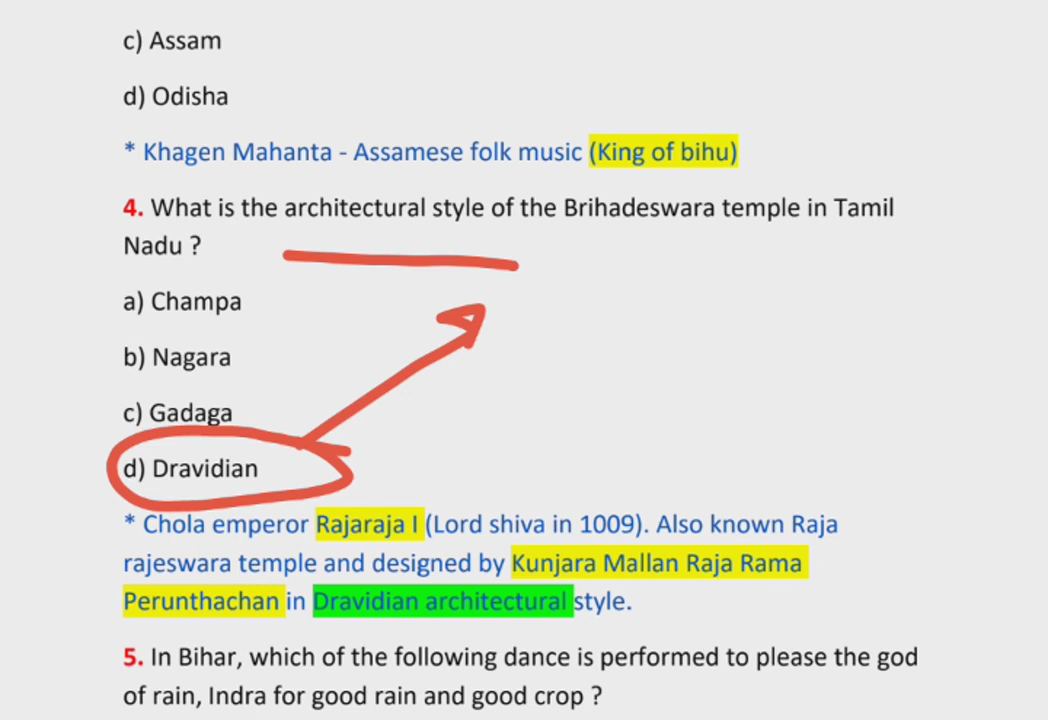 c) Assam
d) Odisha
* Khagen Mahanta - Assamese folk music (King of bihu)
4. What is the architectural style of the Brihadeswara temple in Tamil
Nadu ?
a) Champa
b) Nagara
c) Gadaga
d) Dravidian
* Chola emperor Rajaraja I (Lord shiva in 1009). Also known Raja
rajeswara temple and designed by Kunjara Mallan Raja Rama
Perunthachan in Dravidian architectural style.
5. In Bihar, which of the following dance is performed to please the god
of rain, Indra for good rain and good crop ?